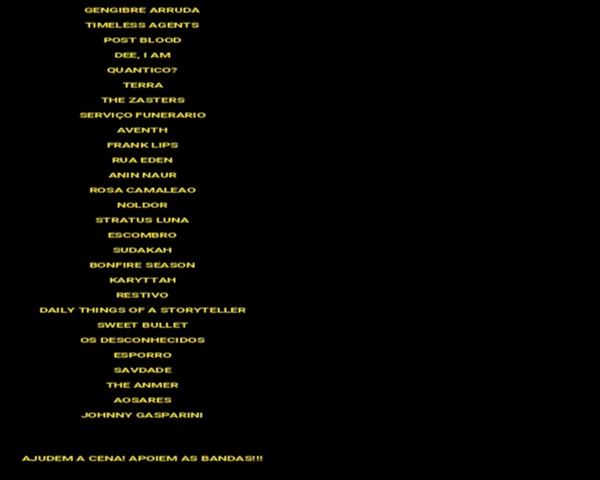 GENGIBRE ARRUDA
TIMELESS AGENTS
POST BLOOD
DEE, I AM
QUANTICO?
TERRA
THE ZASTERS
SERVIÇO FUNERARIO
AVENTH
FRANK LIPS
RUA EDEN
ANIN NAUR
ROSA CAMALEAO
NOLDOR
STRATUS LUNA
ESCOMBRO
SUDAKAH
BONFIRE SEASON
KARYTTAH
RESTIVO
DAILY THINGS OF A STORYTELLER
SWEET BULLET
OS DESCONHECIDOS
ESPORRO
SAVDADE
THE ANMER
AOSARES
JOHNNY GASPARINI
AJUDEM A CENA! APOIEM AS BANDAS!!!